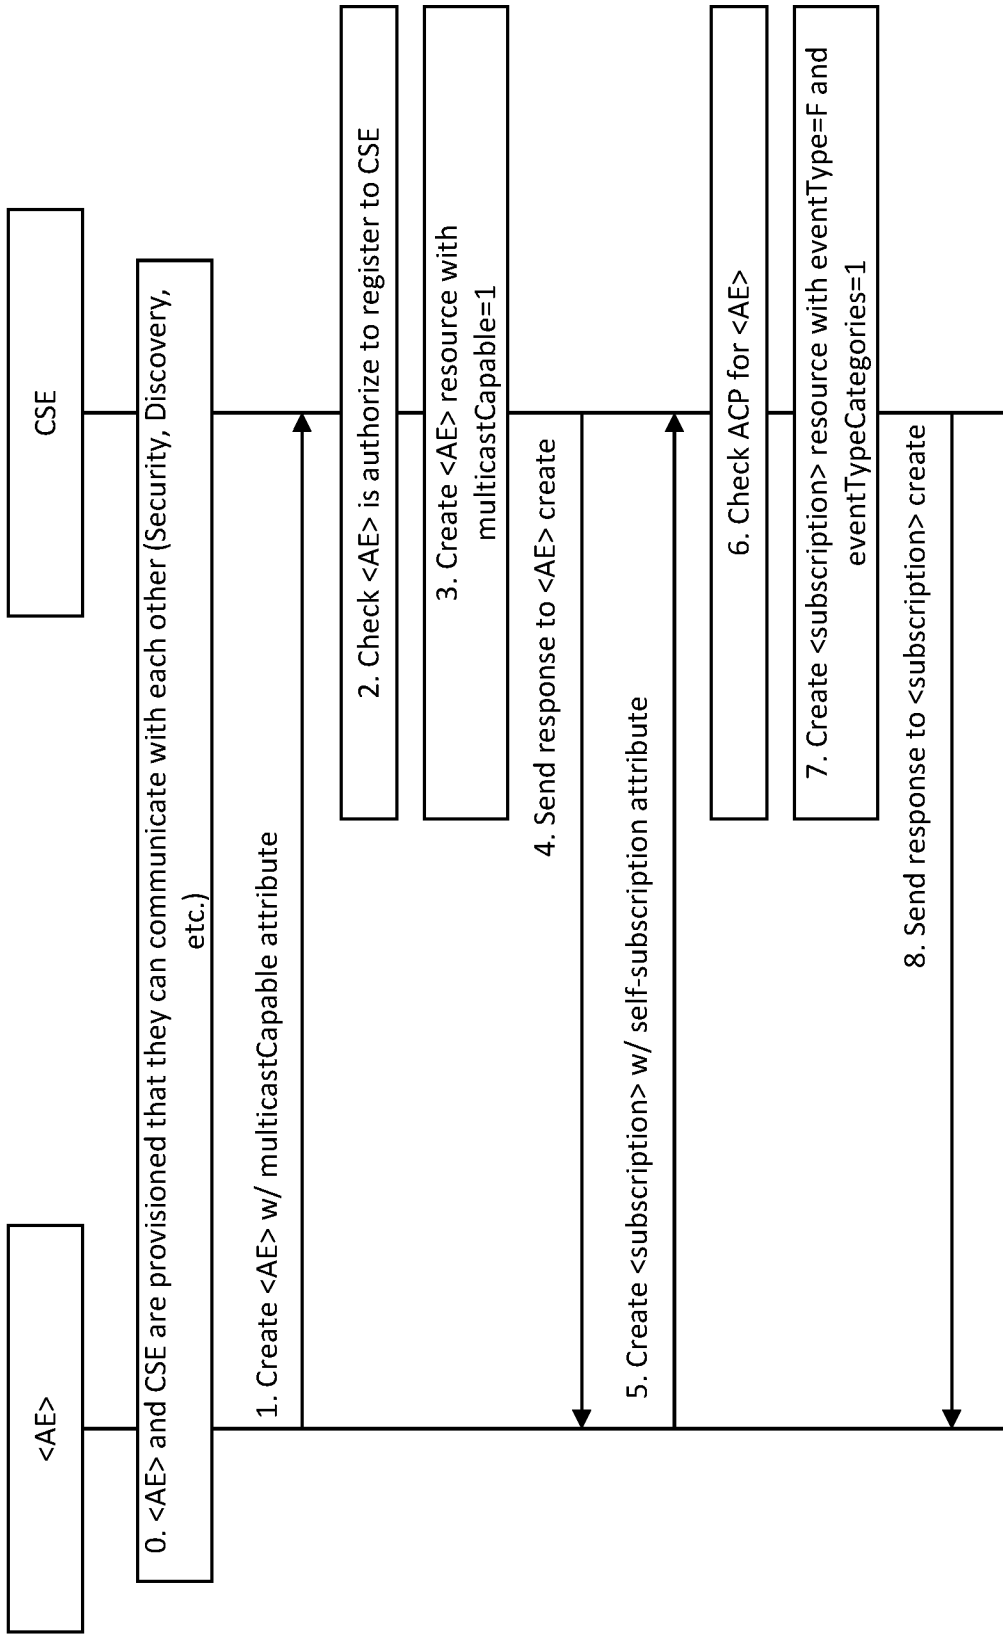 <AE>
CSE
0. <AE> and CSE are provisioned that they can communicate with each other (Security, Discovery,
etc.)
1. Create <AE> w/ multicastCapable attribute
2. Check <AE> is authorize to register to CSE
3. Create <AE> resource with
multicastCapable=1
4. Send response to <AE> create
5. Create <subscription> w/ self-subscription attribute
6. Check ACP for <AE>
7. Create <subscription> resource with eventType=F and
eventTypeCategories=1
8. Send response to <subscription> create